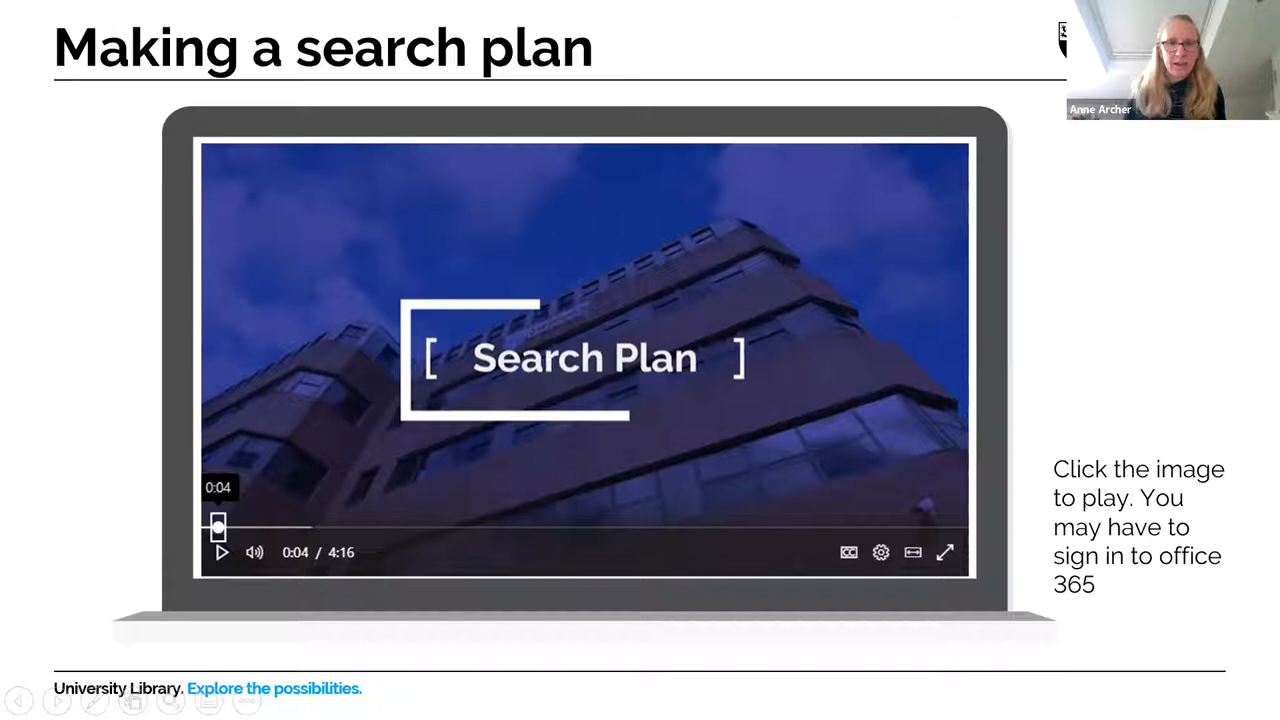 Making a search plan
Anne Archer
[ Search Plan ]
0:04
0:04 / 4:16
CC
Click the image
to play. You
may have to
sign in to office
365
University Library. Explore the possibilities.